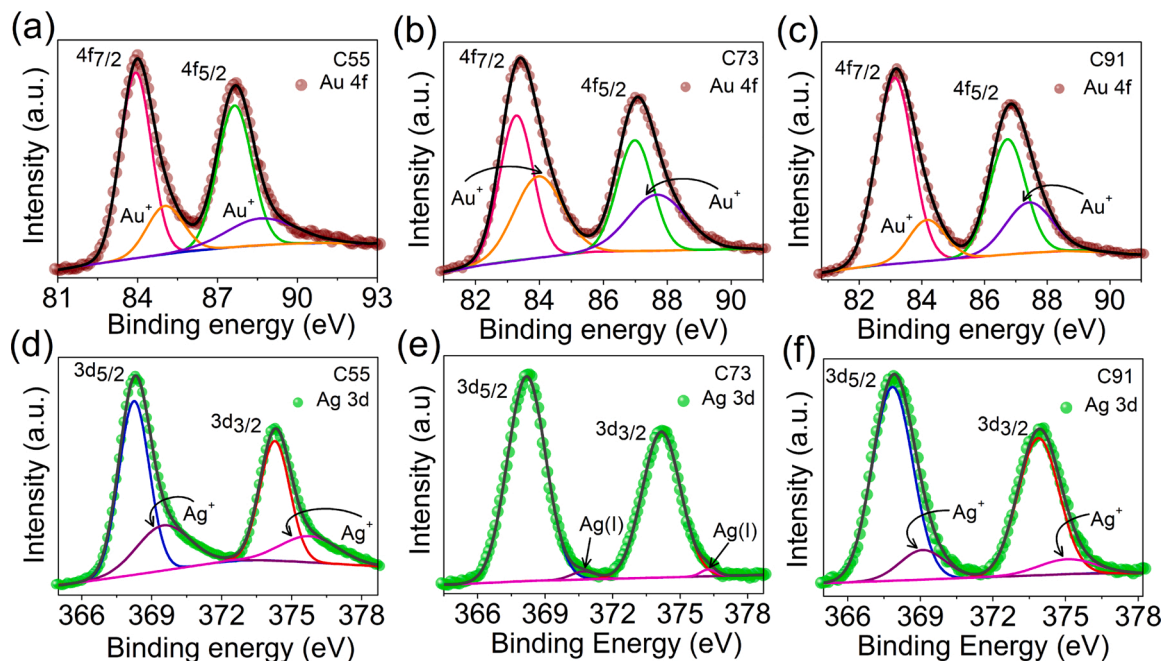 (a)
4f7/2
4f5/2
C55
Au 4f
Au+
Au+
Intensity (a.u.)
81 84 87 90 93
Binding energy (eV)
(b)
4f7/2
4f5/2
C73
Au 4f
Au+
Au+
Intensity (a.u.)
82 84 86 88 90
Binding energy (eV)
(c)
4f7/2
4f5/2
C91
Au 4f
Au+
Au+
Intensity (a.u.)
82 84 86 88 90
Binding energy (eV)
(d)
3d5/2
3d3/2
C55
Ag 3d
Ag+
Ag+
Intensity (a.u)
366 369 372 375 378
Binding energy (eV)
(e)
3d5/2
3d3/2
C73
Ag 3d
Ag(I)
Ag(I)
Intensity (a.u.)
366 369 372 375 378
Binding Energy (eV)
(f)
3d5/2
3d3/2
C91
Ag 3d
Ag+
Ag+
Intensity (a.u.)
366 369 372 375 378
Binding Energy (eV)